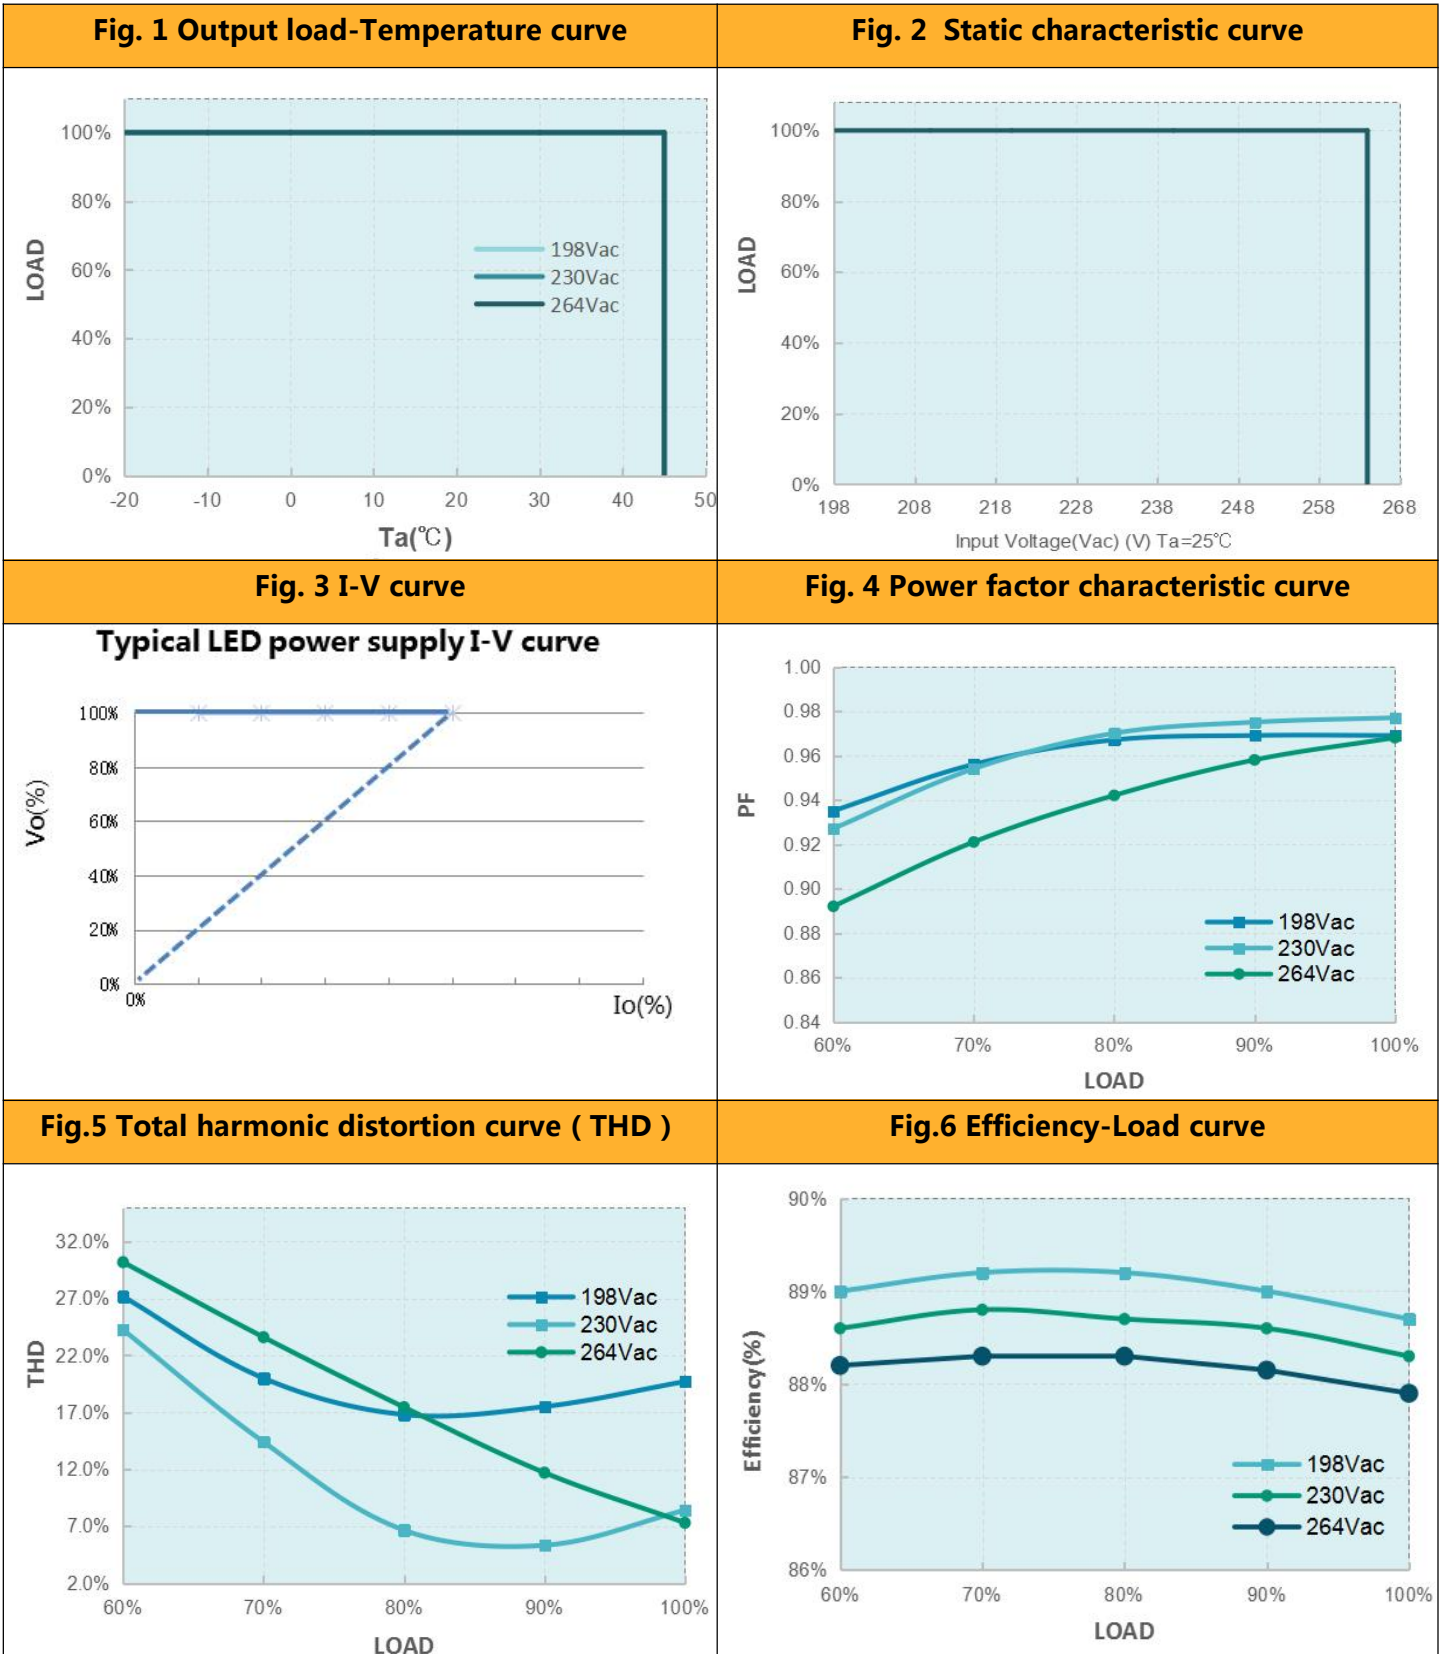 Fig. 1 Output load-Temperature curve
Fig. 2 Static characteristic curve
LOAD
100%
80%
60%
40%
20%
0%
198Vac
230Vac
264Vac
-20 -10 0 10 20 30 40 50
Ta(℃)
LOAD
100%
80%
60%
40%
20%
0%
198 208 218 228 238 248 258 268
Input Voltage(Vac) (V) Ta=25℃
Fig. 3 I-V curve
Fig. 4 Power factor characteristic curve
Typical LED power supply I-V curve
Vo(%)
100%
80%
60%
40%
20%
0%
0%
Io(%)
PF
1.00
0.98
0.96
0.94
0.92
0.90
0.88
0.86
0.84
198Vac
230Vac
264Vac
60% 70% 80% 90% 100%
LOAD
Fig.5 Total harmonic distortion curve ( THD )
Fig.6 Efficiency-Load curve
THD
32.0%
27.0%
22.0%
17.0%
12.0%
7.0%
2.0%
198Vac
230Vac
264Vac
60% 70% 80% 90% 100%
LOAD
Efficiency(%)
90%
89%
88%
87%
86%
198Vac
230Vac
264Vac
60% 70% 80% 90% 100%
LOAD